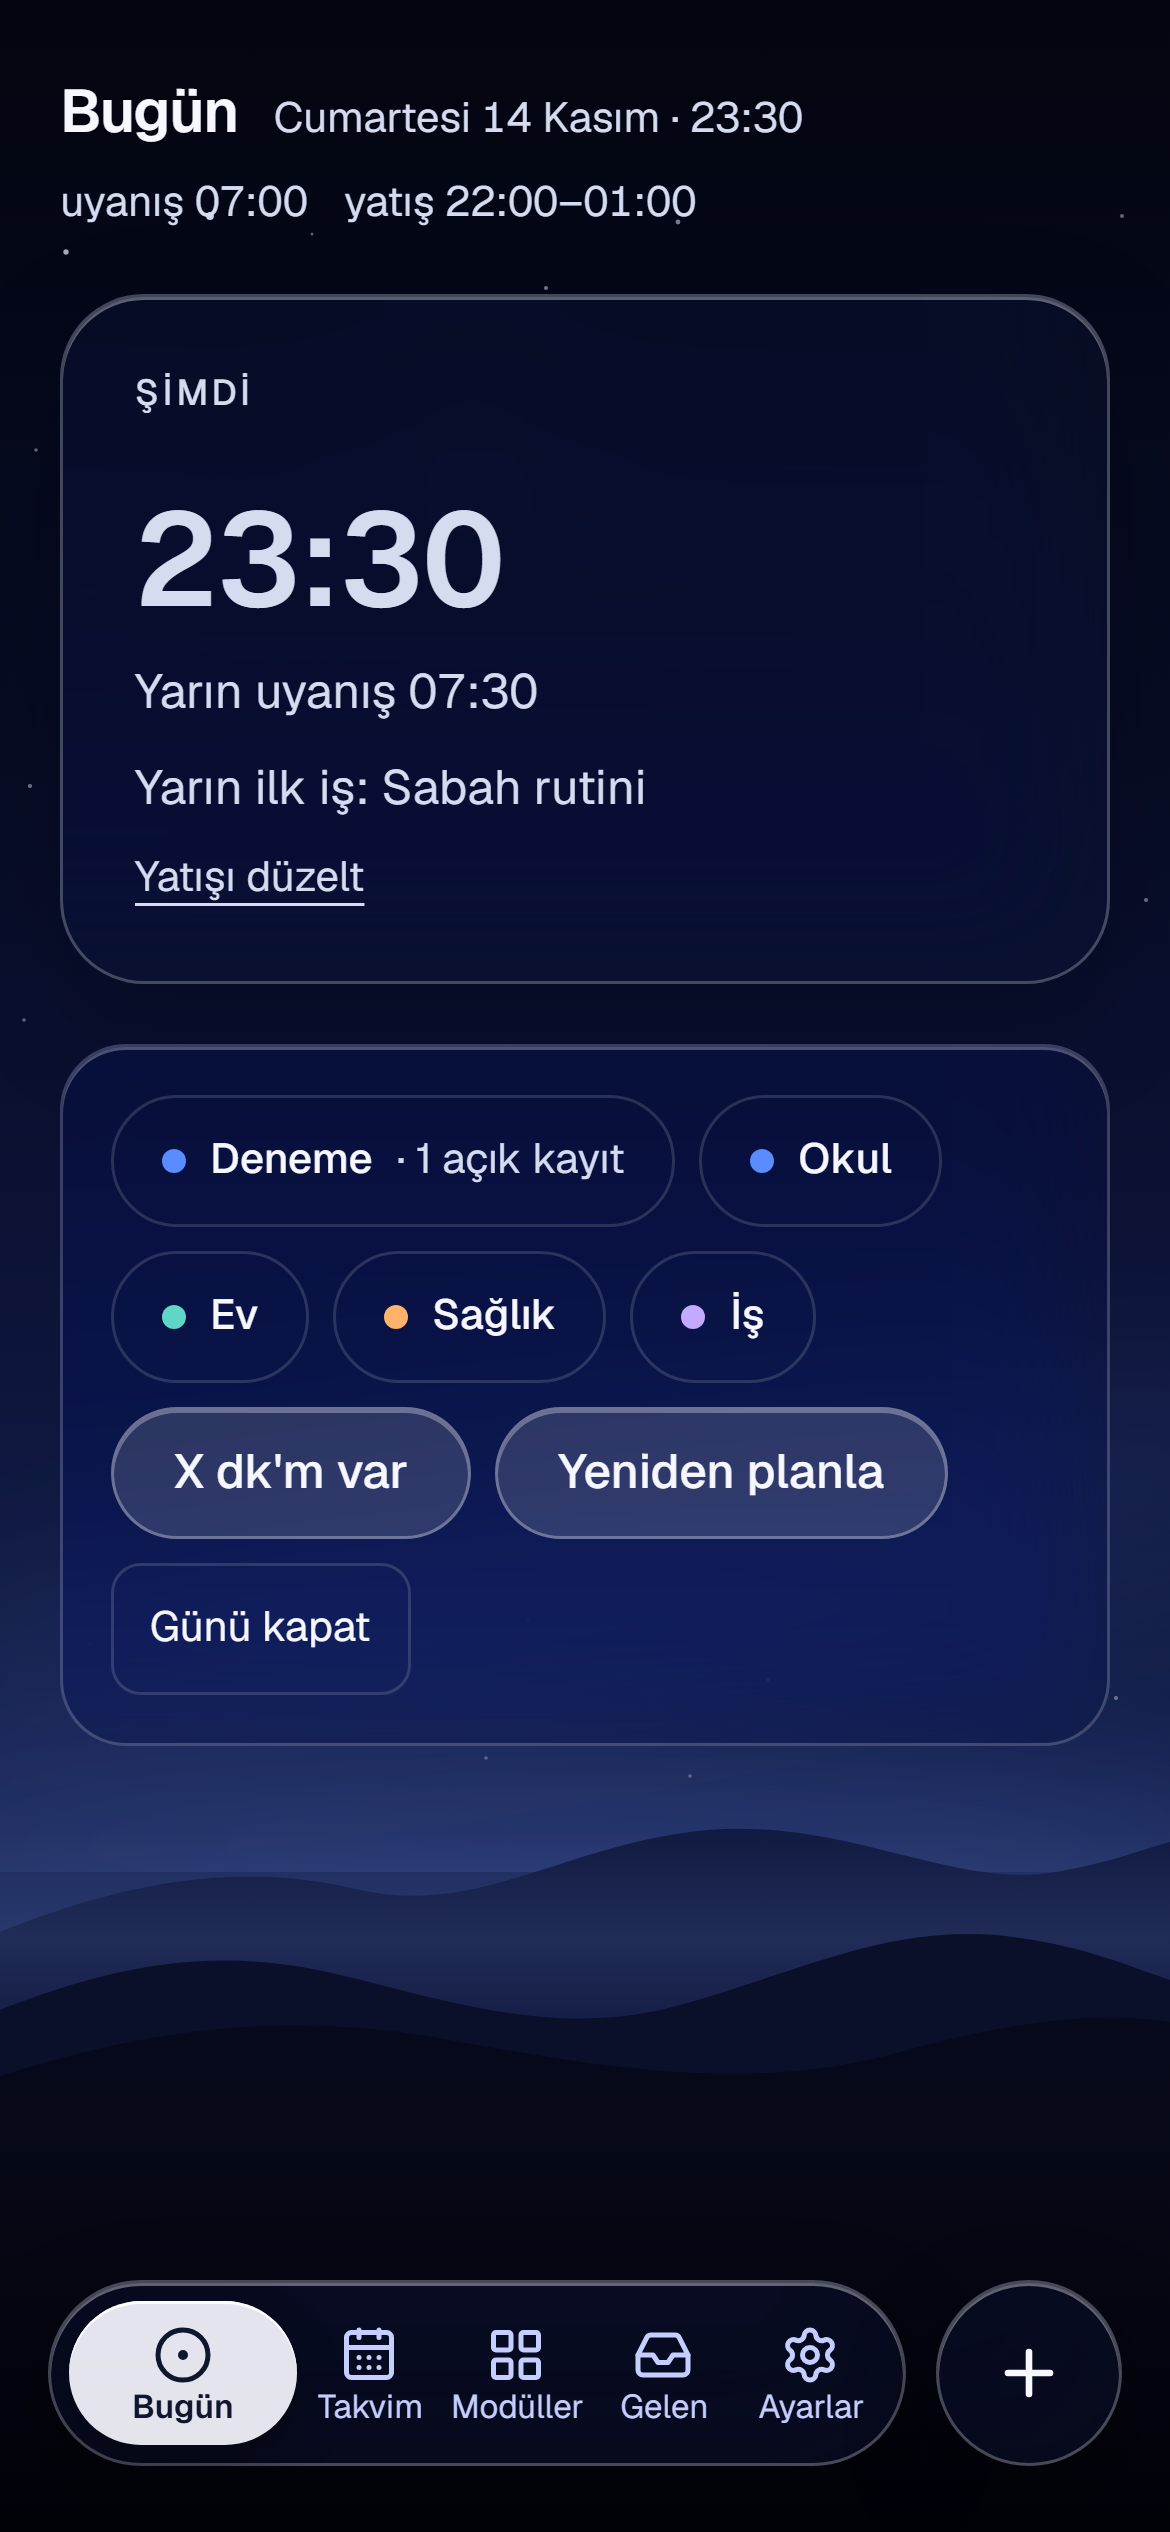 Bugün Cumartesi 14 Kasım · 23:30
uyanış 07:00 yatış 22:00–01:00
ŞİMDİ
23:30
Yarın uyanış 07:30
Yarın ilk iş: Sabah rutini
Yatışı düzelt
Deneme · 1 açık kayıt Okul
Ev Sağlık İş
X dk'm var Yeniden planla
Günü kapat
Bugün Takvim Modüller Gelen Ayarlar